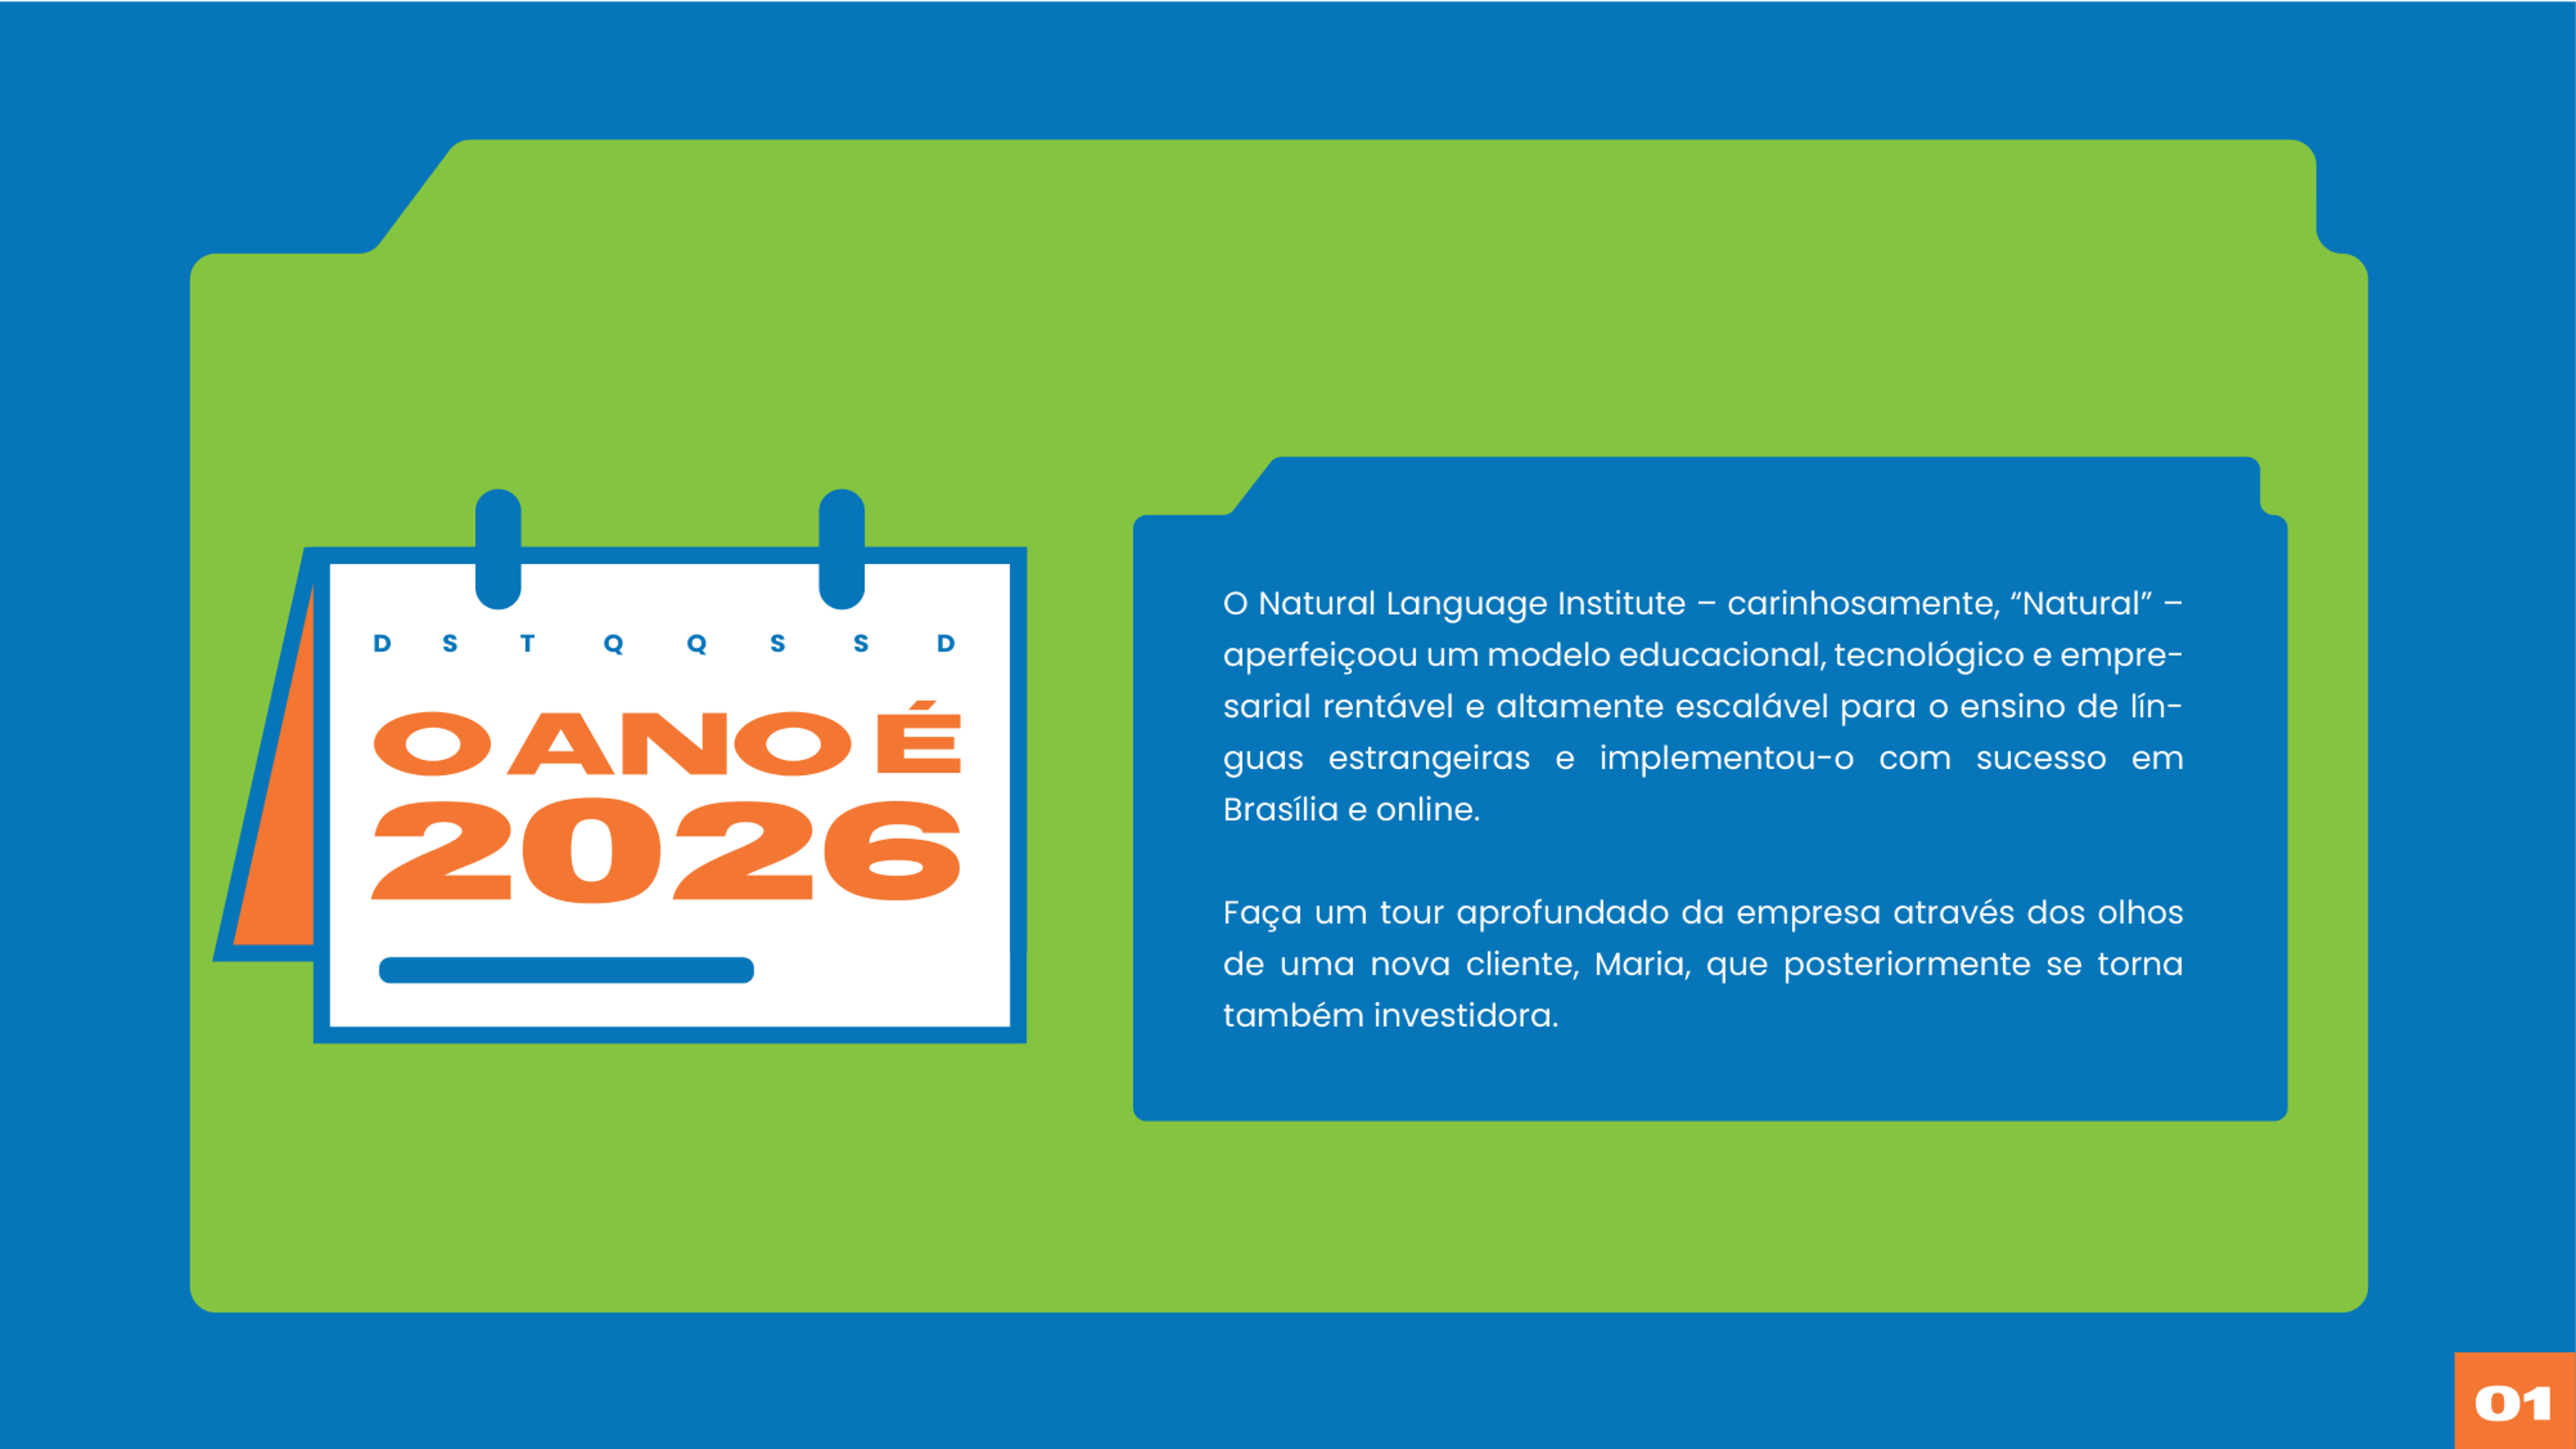 D S T Q Q S S D
O ANO É
2026
O Natural Language Institute – carinhosamente, “Natural” –
aperfeiçoou um modelo educacional, tecnológico e empre-
sarial rentável e altamente escalável para o ensino de lín-
guas estrangeiras e implementou-o com sucesso em
Brasília e online.
Faça um tour aprofundado da empresa através dos olhos
de uma nova cliente, Maria, que posteriormente se torna
também investidora.
01